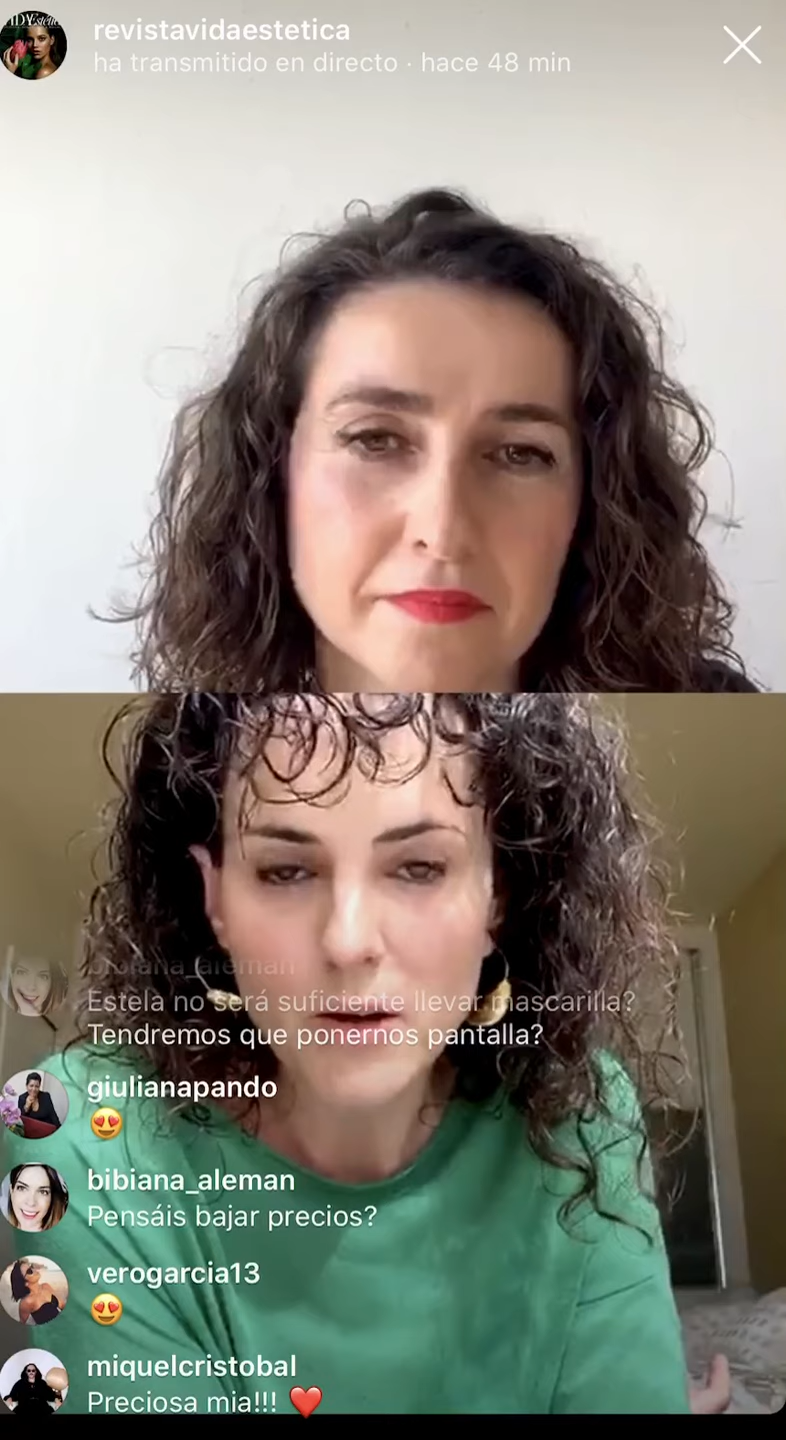 revistavidaestetica
ha transmitido en directo · hace 48 min
bibiana_aleman
Estela no será suficiente llevar mascarilla?
Tendremos que ponernos pantalla?
giulianapando
😍
bibiana_aleman
Pensáis bajar precios?
verogarcia13
😍
miquelcristobal
Preciosa mia!!! ❤️